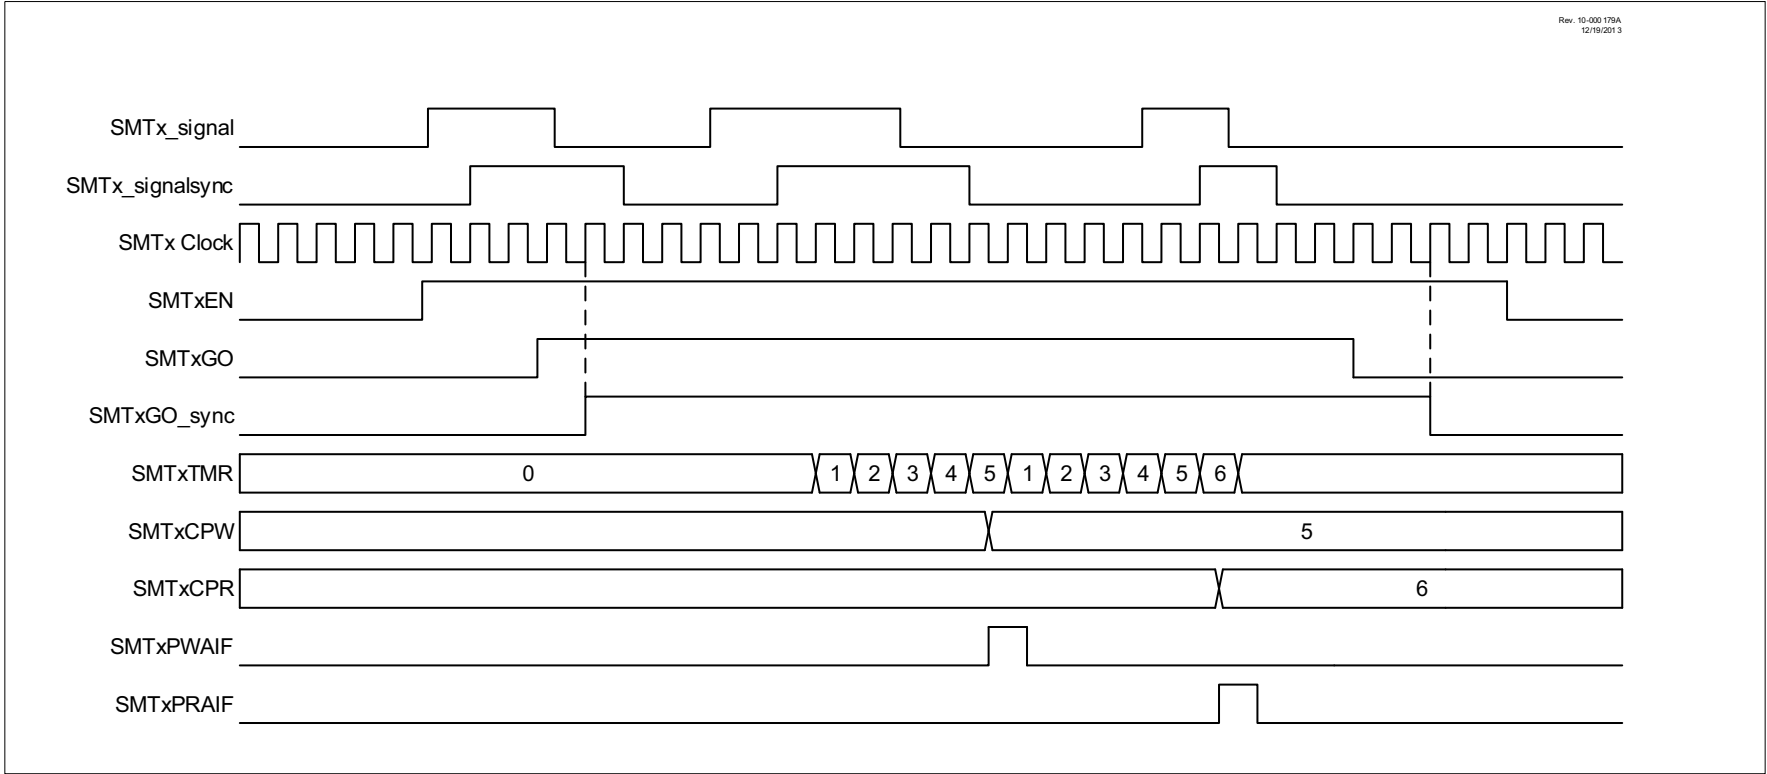 Rev. 10-000 179A
12/19/201 3
SMTx_signal
SMTx_signalsync
SMTx Clock
SMTxEN
SMTxGO
SMTxGO_sync
SMTxTMR 0 1 2 3 4 5 1 2 3 4 5 6
SMTxCPW 5
SMTxCPR 6
SMTxPWAIF
SMTxPRAIF